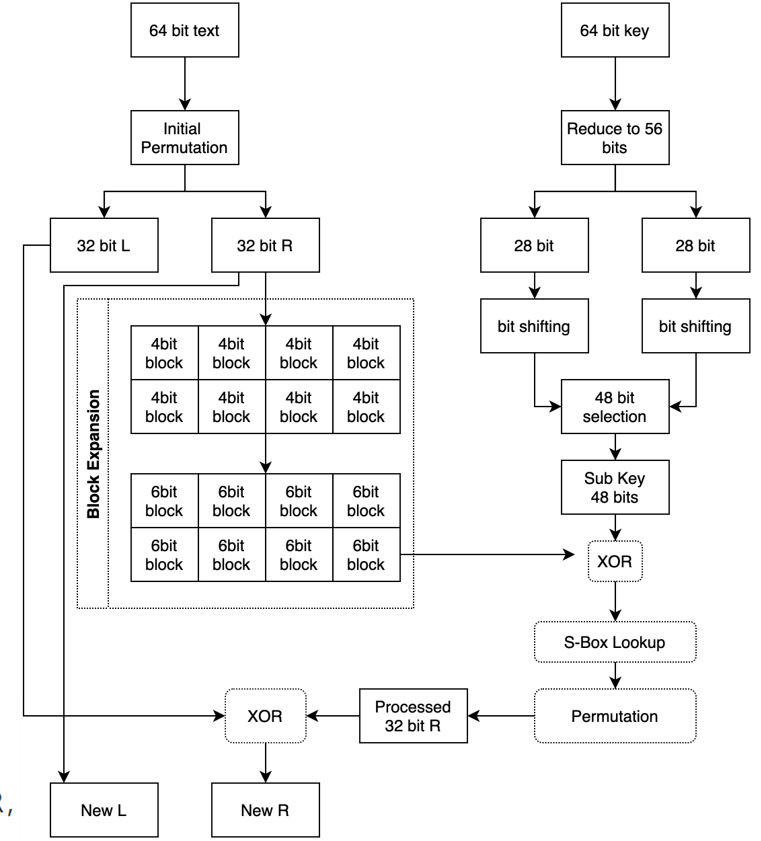 64 bit text
64 bit key
Initial
Permutation
Reduce to 56
bits
32 bit L
32 bit R
28 bit
28 bit
bit shifting
bit shifting
Block Expansion
4bit
block
4bit
block
4bit
block
4bit
block
4bit
block
4bit
block
4bit
block
4bit
block
48 bit
selection
6bit
block
6bit
block
6bit
block
6bit
block
6bit
block
6bit
block
6bit
block
6bit
block
Sub Key
48 bits
XOR
S-Box Lookup
XOR
Processed
32 bit R
Permutation
R,
New L
New R